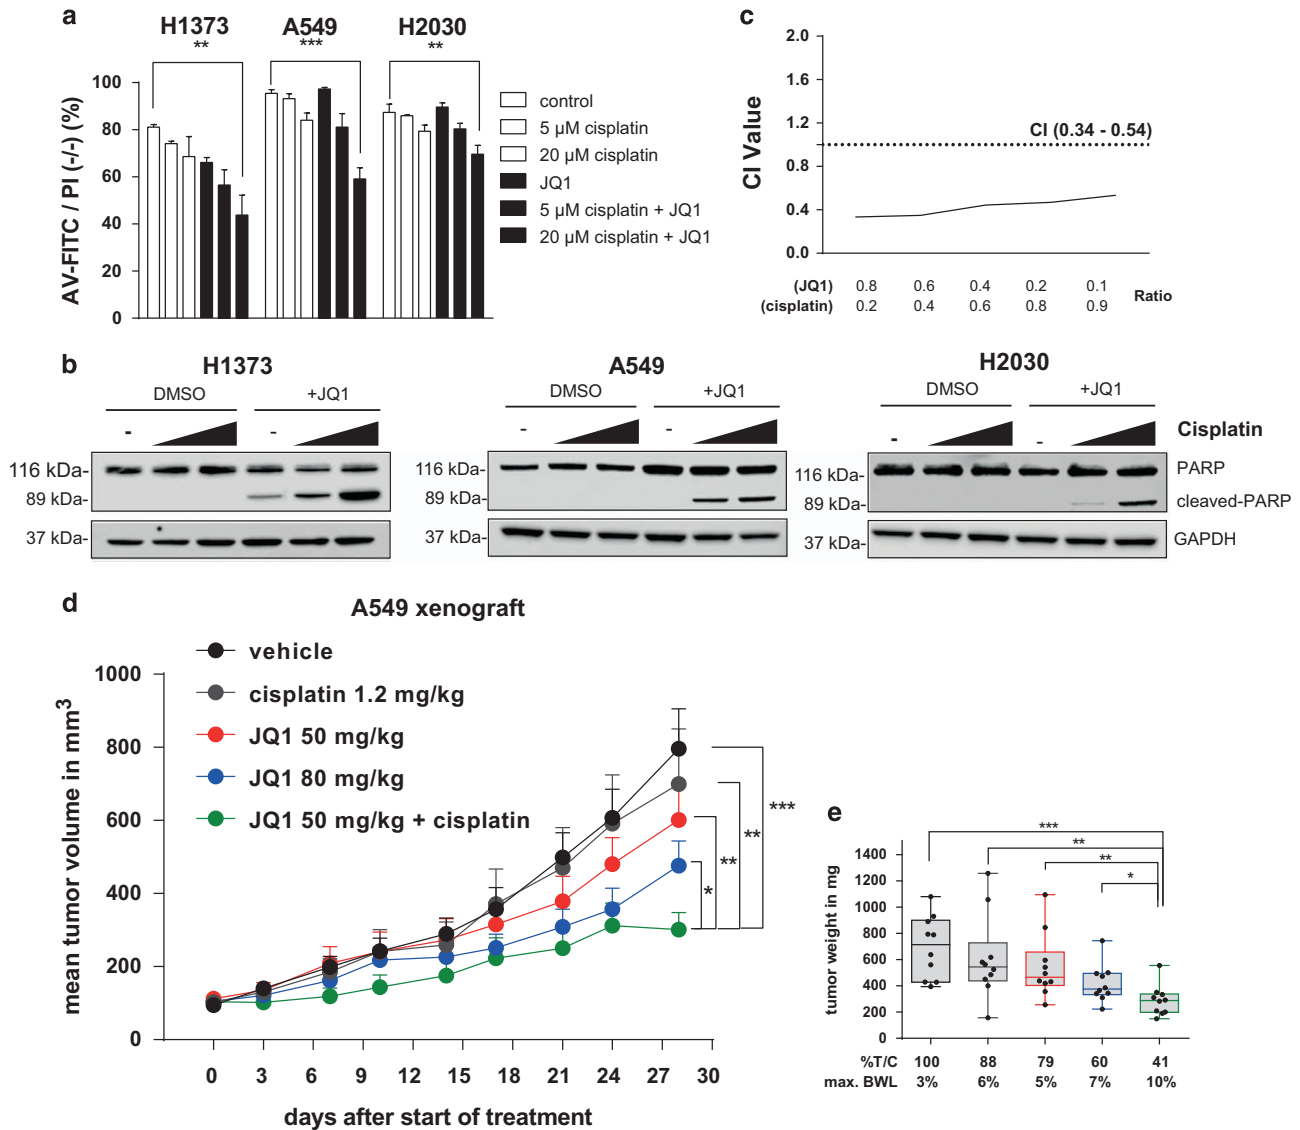 a
H1373
A549
H2030
**
***
**
AV-FITC / PI (-/-) (%)
100
80
60
40
20
0
control
5 µM cisplatin
20 µM cisplatin
JQ1
5 µM cisplatin + JQ1
20 µM cisplatin + JQ1
c
CI Value
2.0
1.6
1.2
0.8
0.4
0.0
CI (0.34 - 0.54)
(JQ1) 0.8 0.6 0.4 0.2 0.1
(cisplatin) 0.2 0.4 0.6 0.8 0.9
Ratio
b
H1373
A549
H2030
DMSO +JQ1
DMSO +JQ1
DMSO +JQ1
- -
- -
- -
Cisplatin
116 kDa-
89 kDa-
37 kDa-
116 kDa-
89 kDa-
37 kDa-
116 kDa-
89 kDa-
37 kDa-
PARP
cleaved-PARP
GAPDH
d
A549 xenograft
vehicle
cisplatin 1.2 mg/kg
JQ1 50 mg/kg
JQ1 80 mg/kg
JQ1 50 mg/kg + cisplatin
mean tumor volume in mm3
1000
800
600
400
200
0
0 3 6 9 12 15 18 21 24 27 30
days after start of treatment
*
**
**
***
e
***
**
**
*
tumor weight in mg
1400
1200
1000
800
600
400
200
0
%T/C 100 88 79 60 41
max. BWL 3% 6% 5% 7% 10%